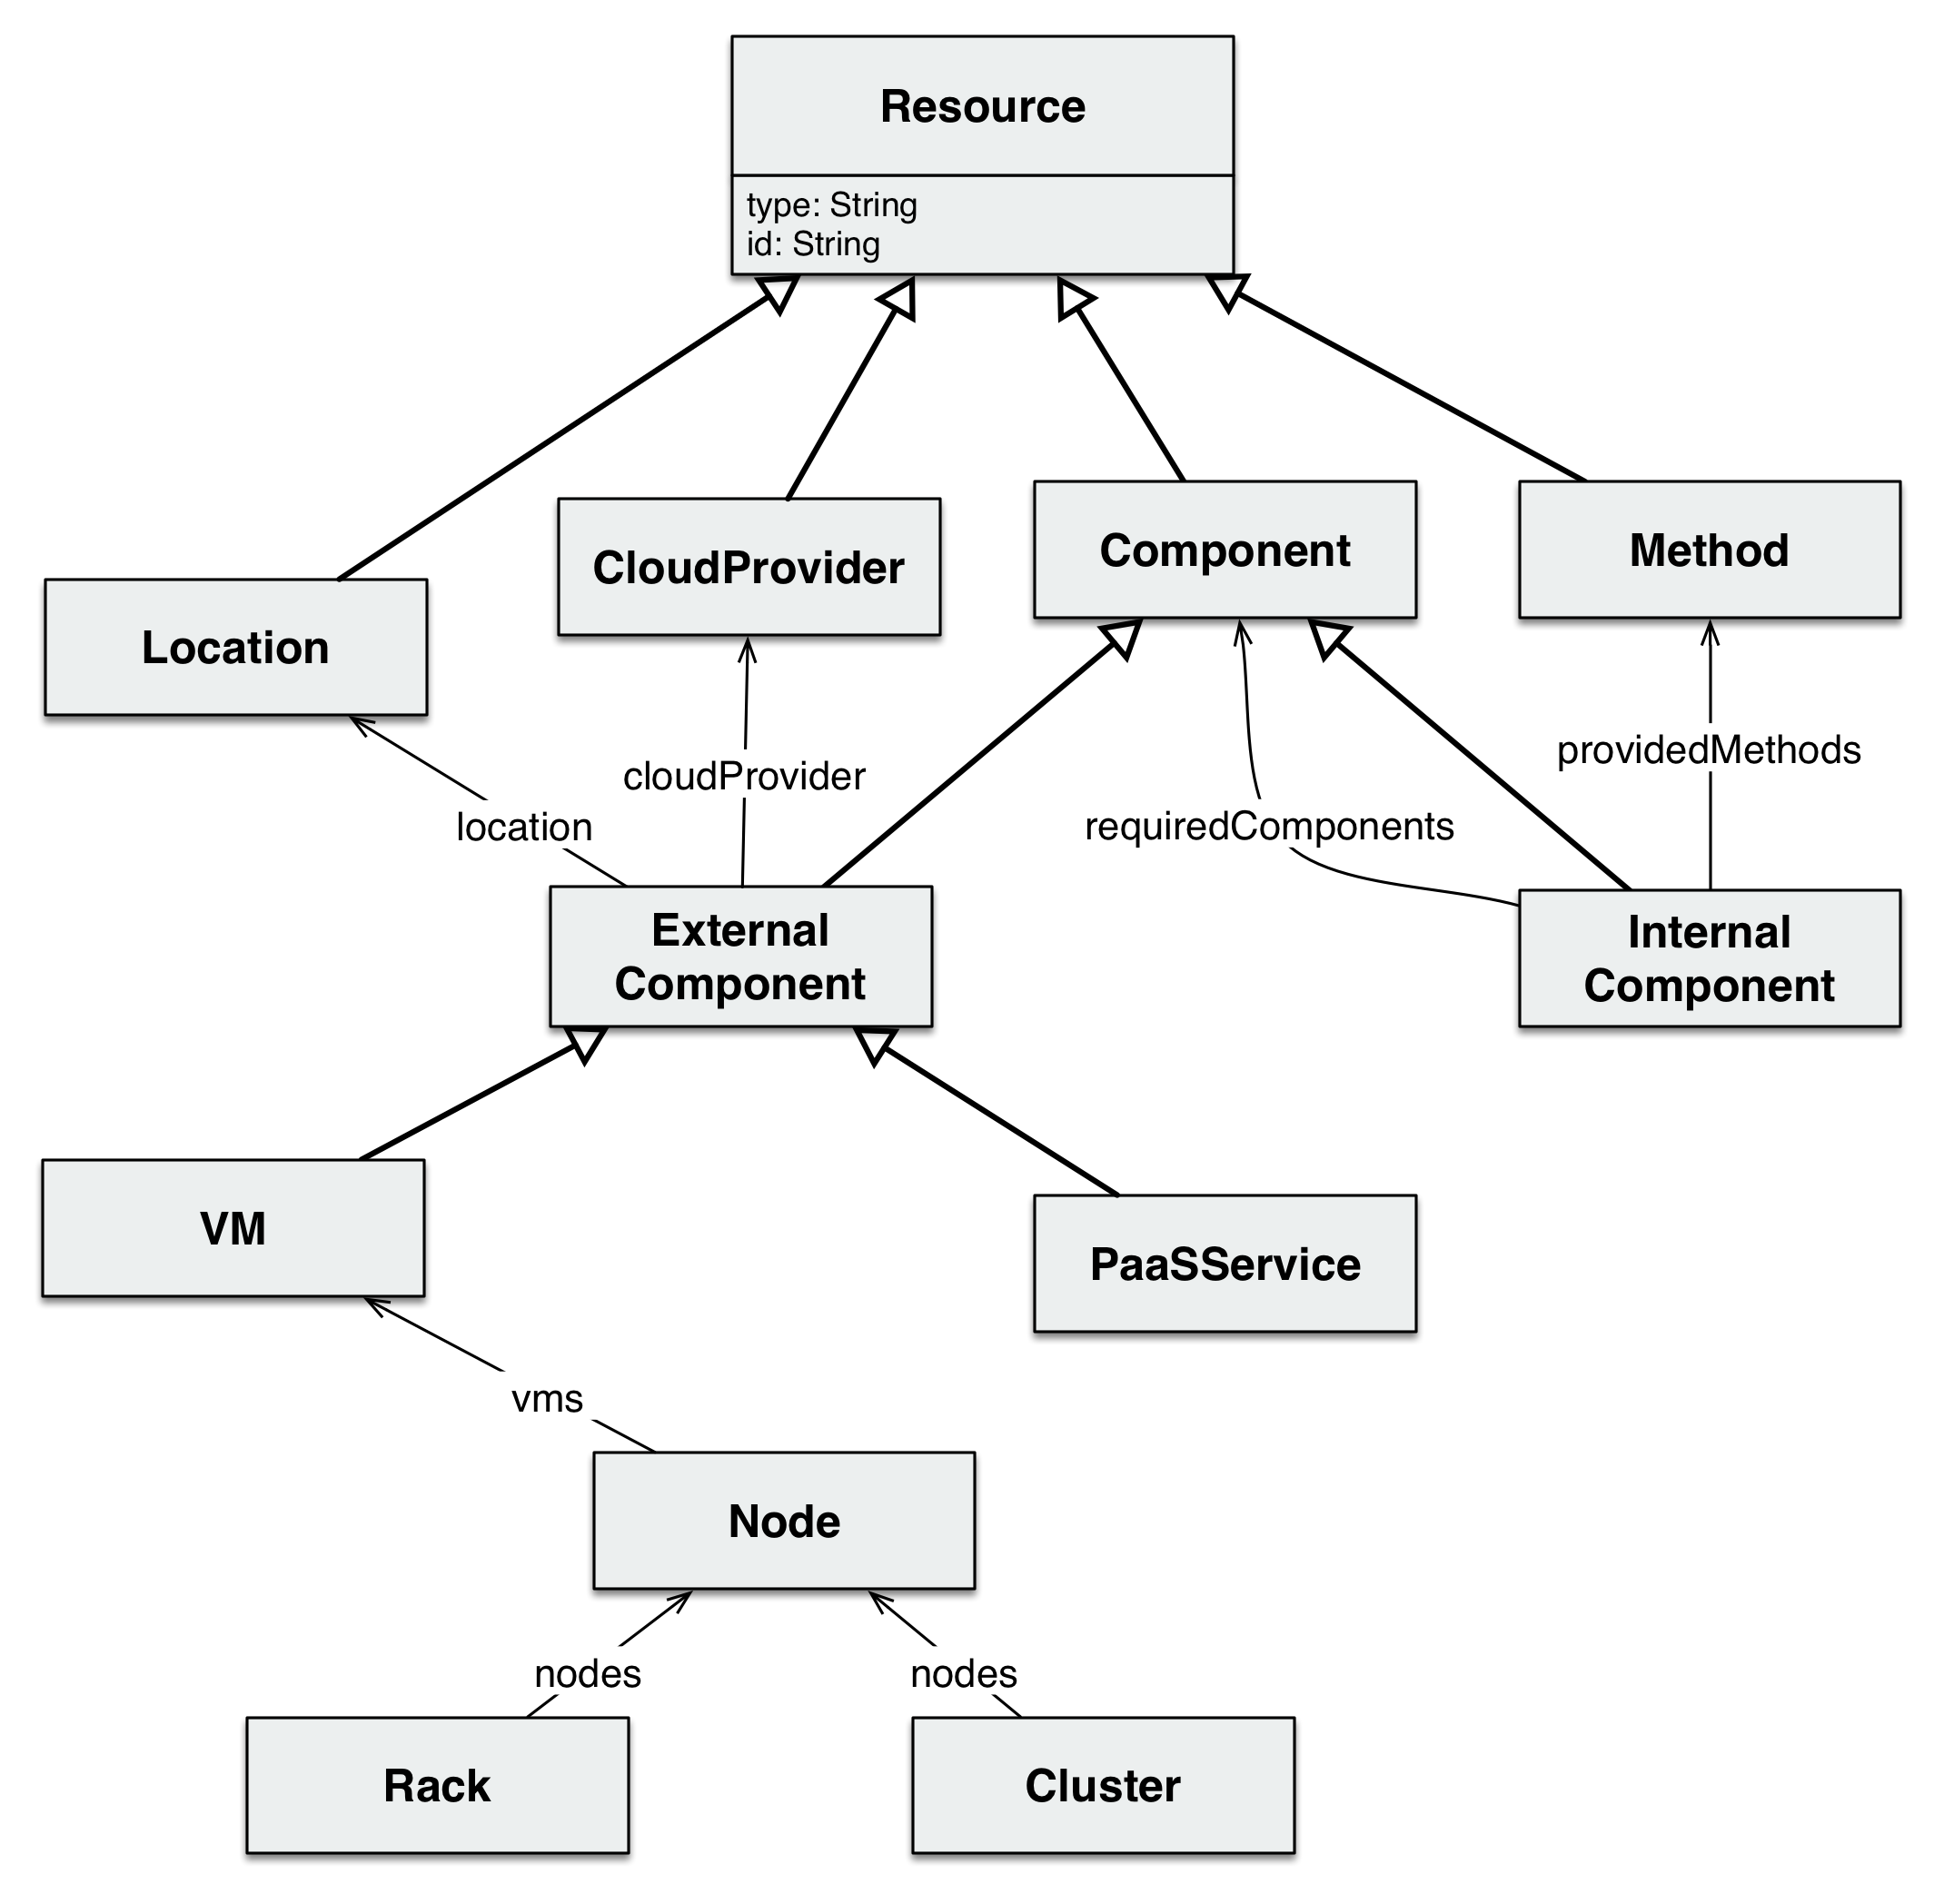 Resource
type: String
id: String
CloudProvider
Component
Method
Location
cloudProvider
providedMethods
location
requiredComponents
External
Component
Internal
Component
VM
PaaSService
vms
Node
nodes
nodes
Rack
Cluster